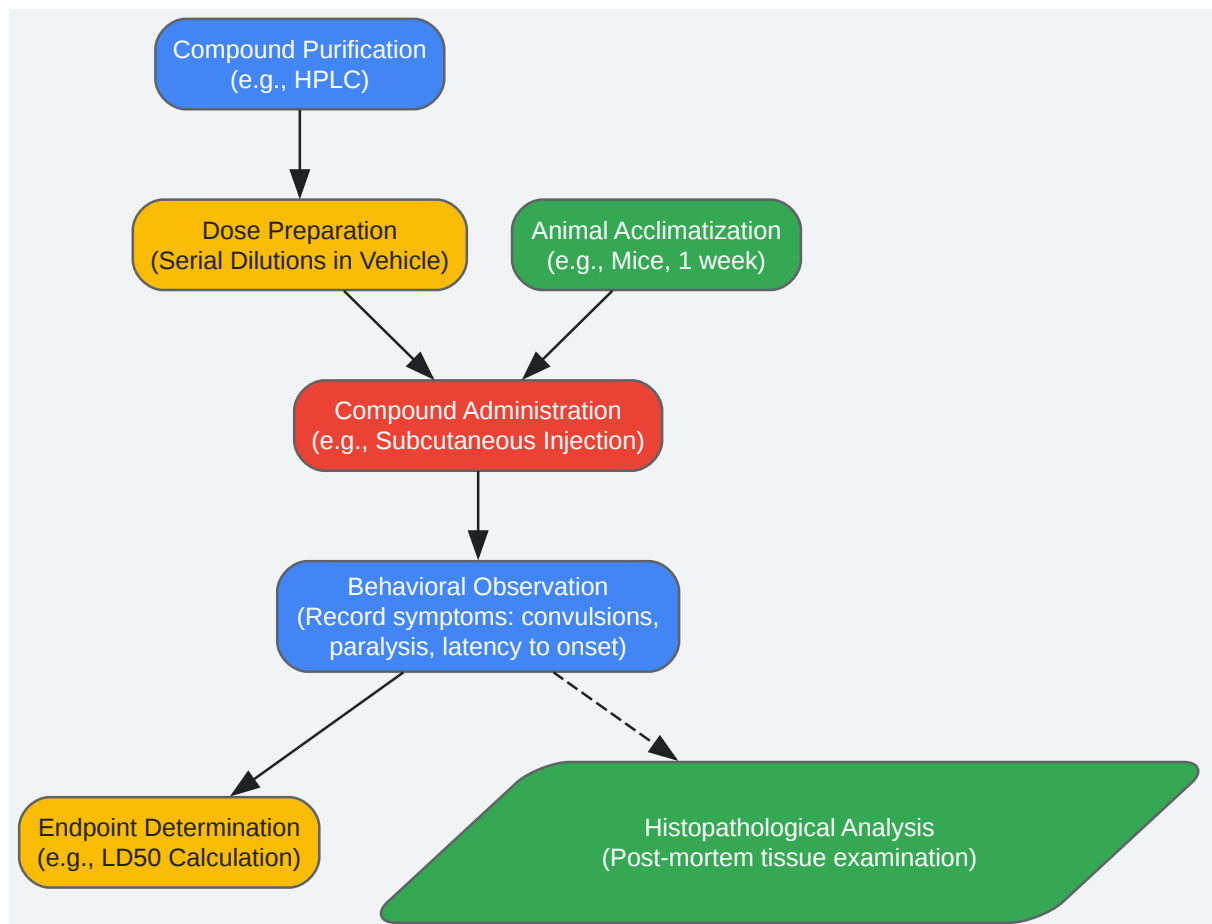 Compound Purification
(e.g., HPLC)
Dose Preparation
(Serial Dilutions in Vehicle)
Animal Acclimatization
(e.g., Mice, 1 week)
Compound Administration
(e.g., Subcutaneous Injection)
Behavioral Observation
(Record symptoms: convulsions,
paralysis, latency to onset)
Endpoint Determination
(e.g., LD50 Calculation)
Histopathological Analysis
(Post-mortem tissue examination)